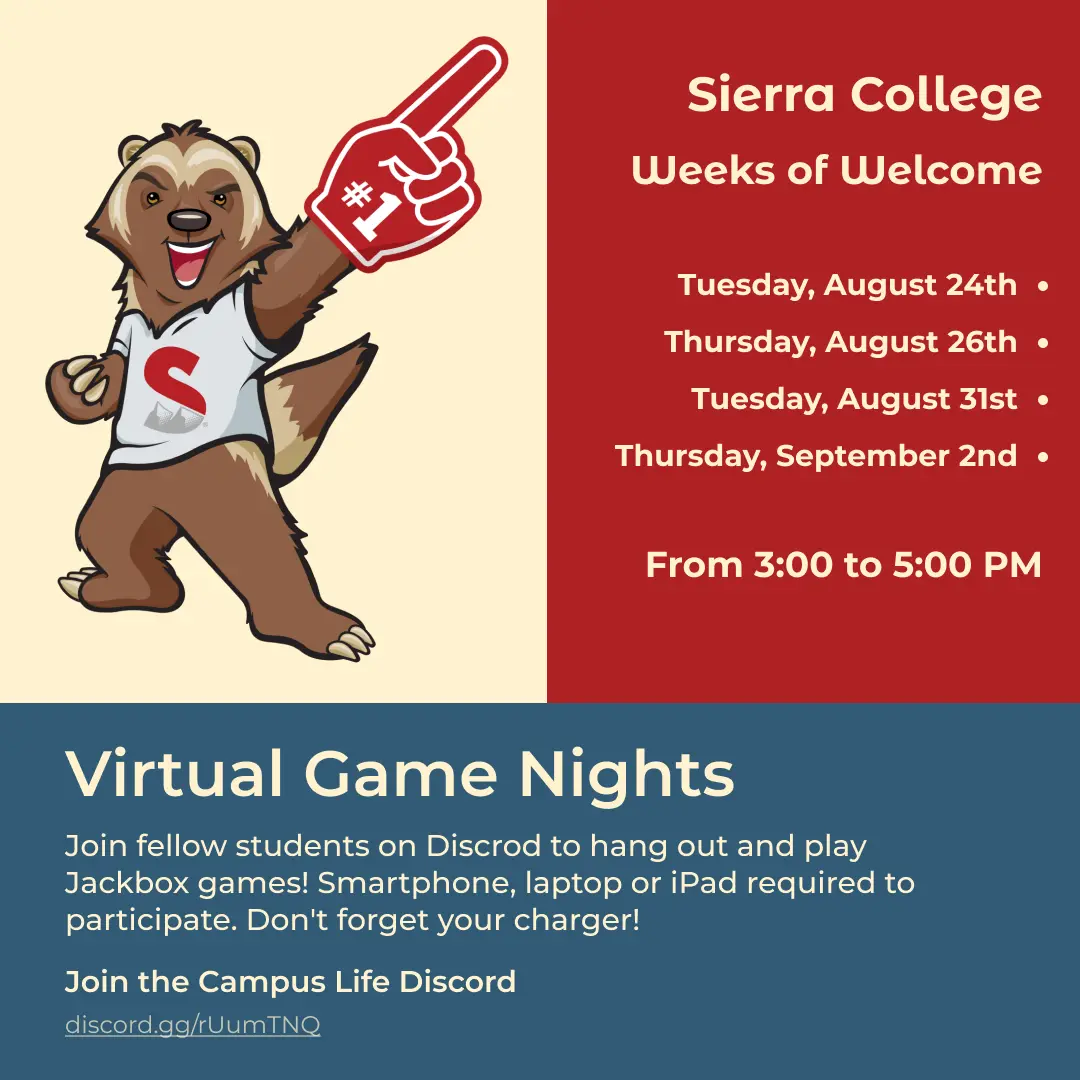 #1
S
Sierra College
Weeks of Welcome
Tuesday, August 24th •
Thursday, August 26th •
Tuesday, August 31st •
Thursday, September 2nd •
From 3:00 to 5:00 PM
Virtual Game Nights
Join fellow students on Discrod to hang out and play
Jackbox games! Smartphone, laptop or iPad required to
participate. Don't forget your charger!
Join the Campus Life Discord
discord.gg/rUumTNQ